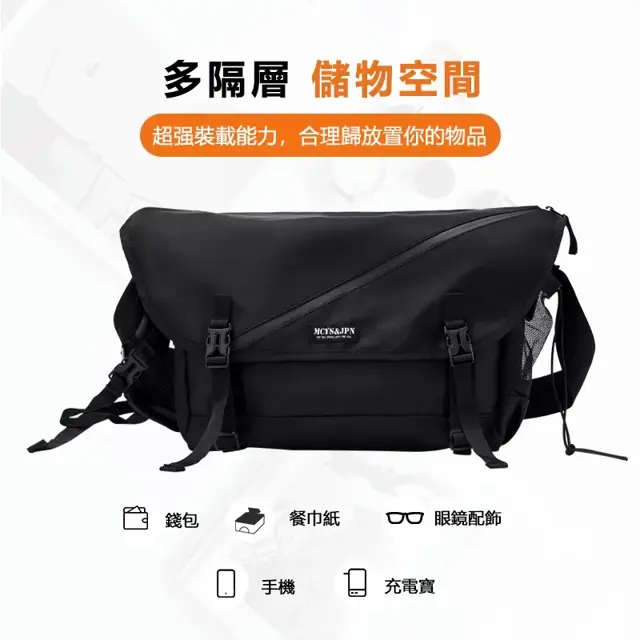 多隔層 儲物空間
超强裝載能力，合理歸放置你的物品
MCYS&JPN
錢包 餐巾紙 眼鏡配飾
手機 充電寶